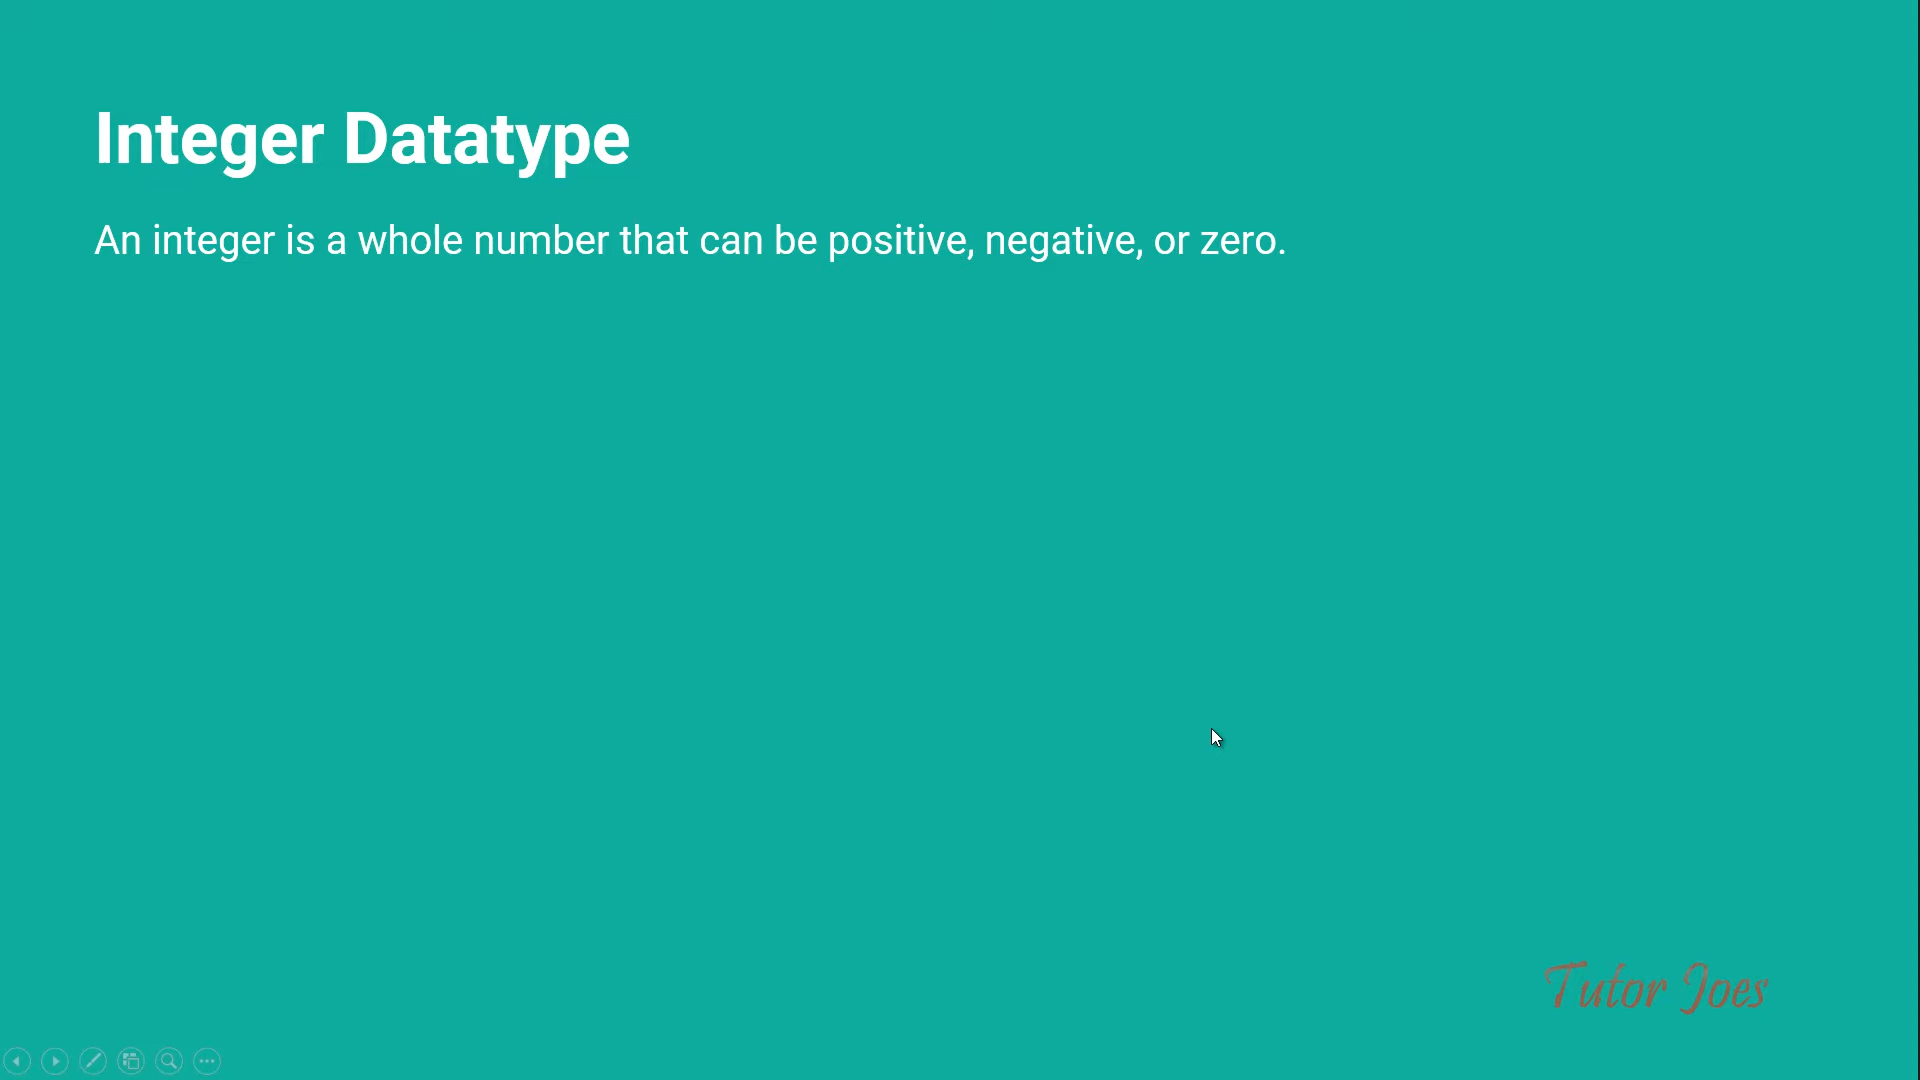 Integer Datatype
An integer is a whole number that can be positive, negative, or zero.
Tutor Joes